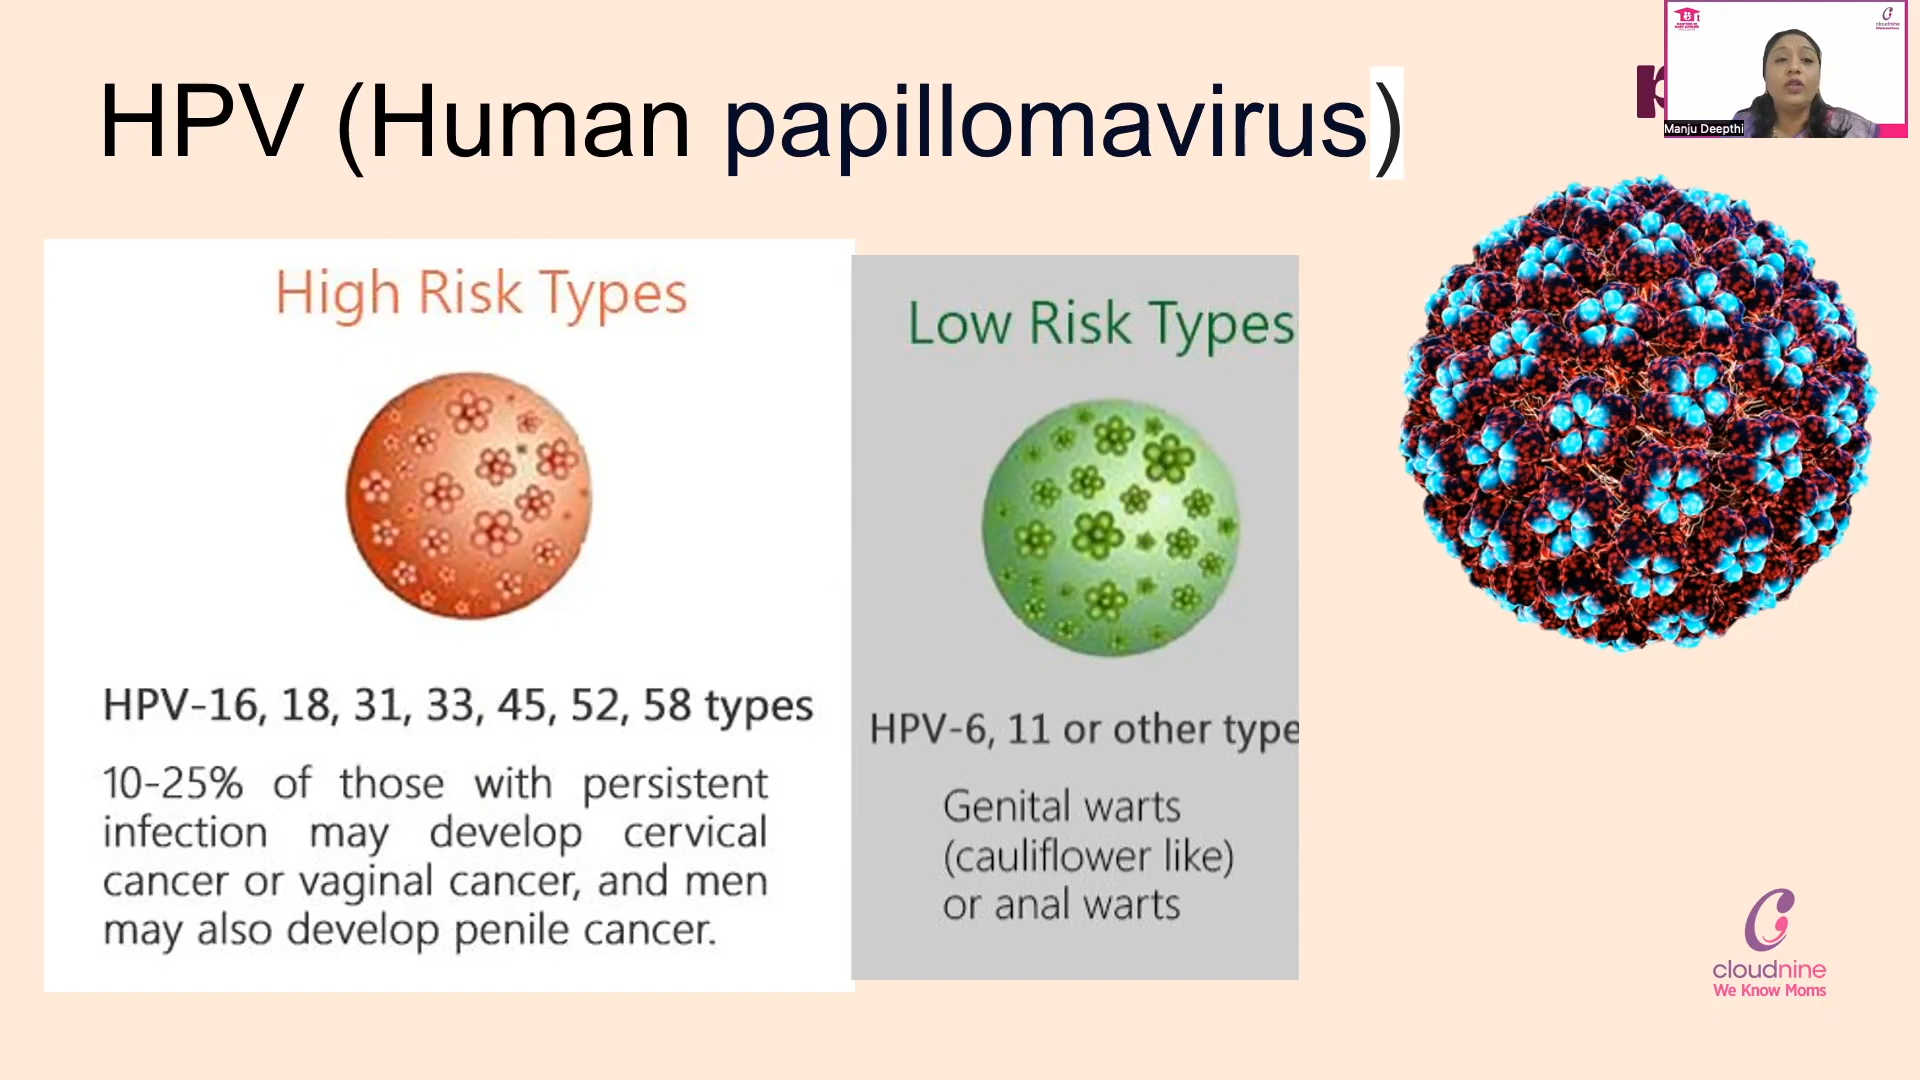 HPV (Human papillomavirus)
Manju Deepthi
High Risk Types
HPV-16, 18, 31, 33, 45, 52, 58 types
10-25% of those with persistent
infection may develop cervical
cancer or vaginal cancer, and men
may also develop penile cancer.
Low Risk Types
HPV-6, 11 or other type
Genital warts
(cauliflower like)
or anal warts
cloudnine
We Know Moms